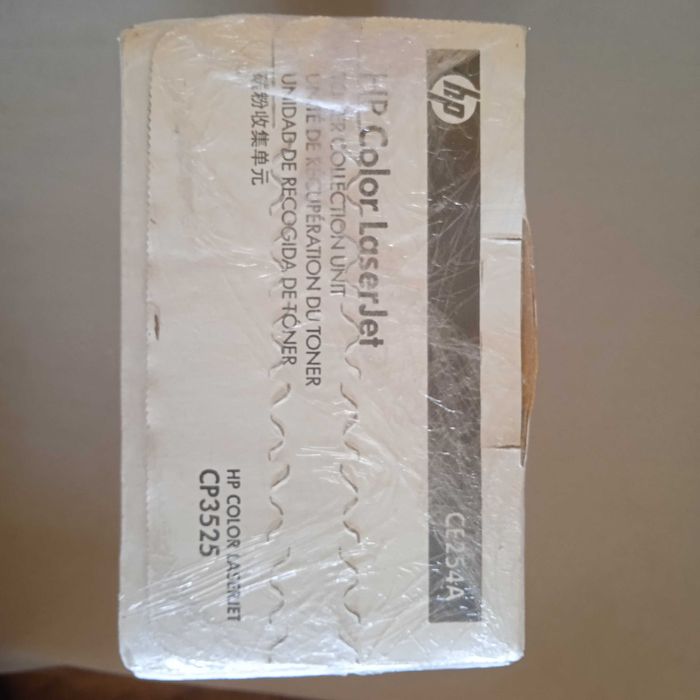 hp
CE254A
HP Color LaserJet
TONER COLLECTION UNIT
UNITÉ DE RÉCUPÉRATION DU TONER
UNIDAD DE RECOGIDA DE TÓNER
碳粉收集单元
HP COLOR LASERJET
CP3525